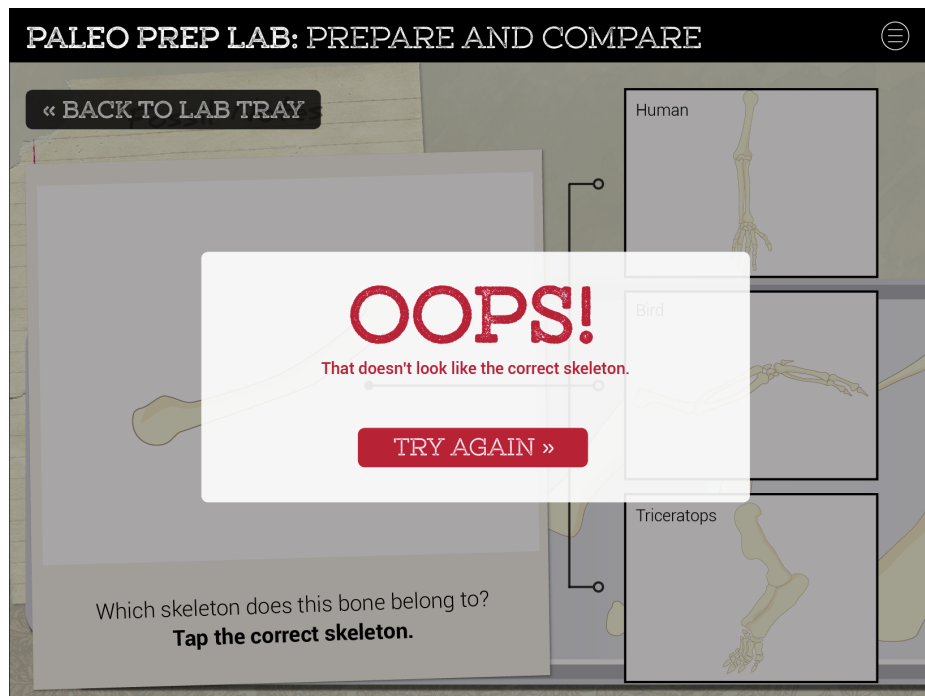 PALEO PREP LAB: PREPARE AND COMPARE
« BACK TO LAB TRAY
Human
Bird
Triceratops
OOPS!
That doesn't look like the correct skeleton.
TRY AGAIN »
Which skeleton does this bone belong to?
Tap the correct skeleton.